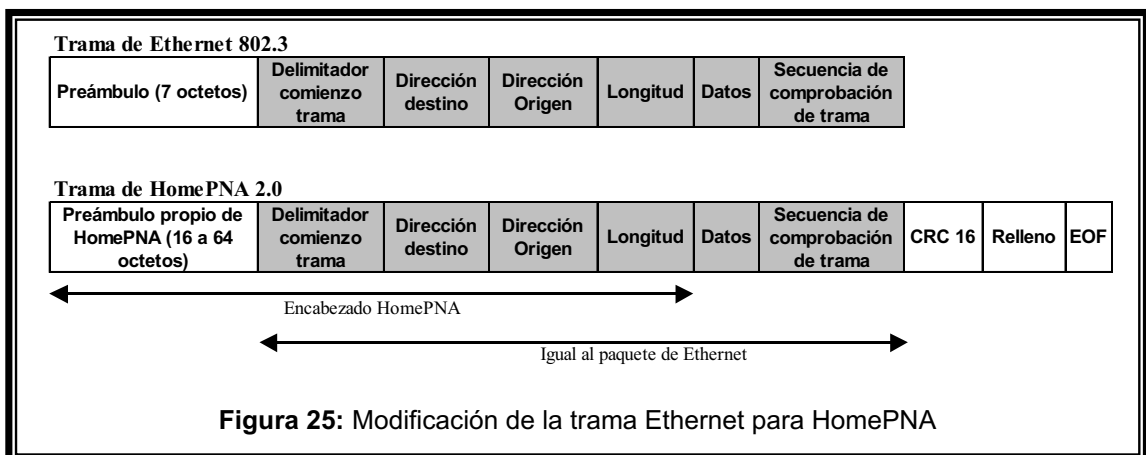 Trama de Ethernet 802.3
Preámbulo (7 octetos)
Delimitador
comienzo
trama
Dirección
destino
Dirección
Origen
Longitud
Datos
Secuencia de
comprobación
de trama
Trama de HomePNA 2.0
Preámbulo propio de
HomePNA (16 a 64
octetos)
Delimitador
comienzo
trama
Dirección
destino
Dirección
Origen
Longitud
Datos
Secuencia de
comprobación
de trama
CRC 16
Relleno
EOF
Encabezado HomePNA
Igual al paquete de Ethernet
Figura 25: Modificación de la trama Ethernet para HomePNA